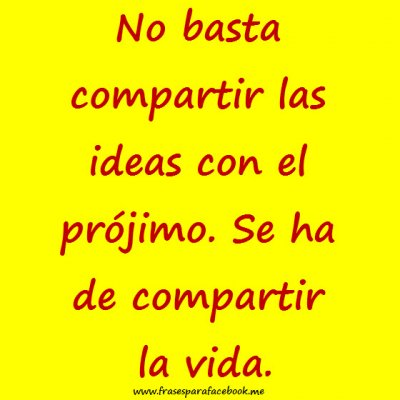 No basta
compartir las
ideas con el
prójimo. Se ha
de compartir
la vida.
www.frasesparafacebook.me